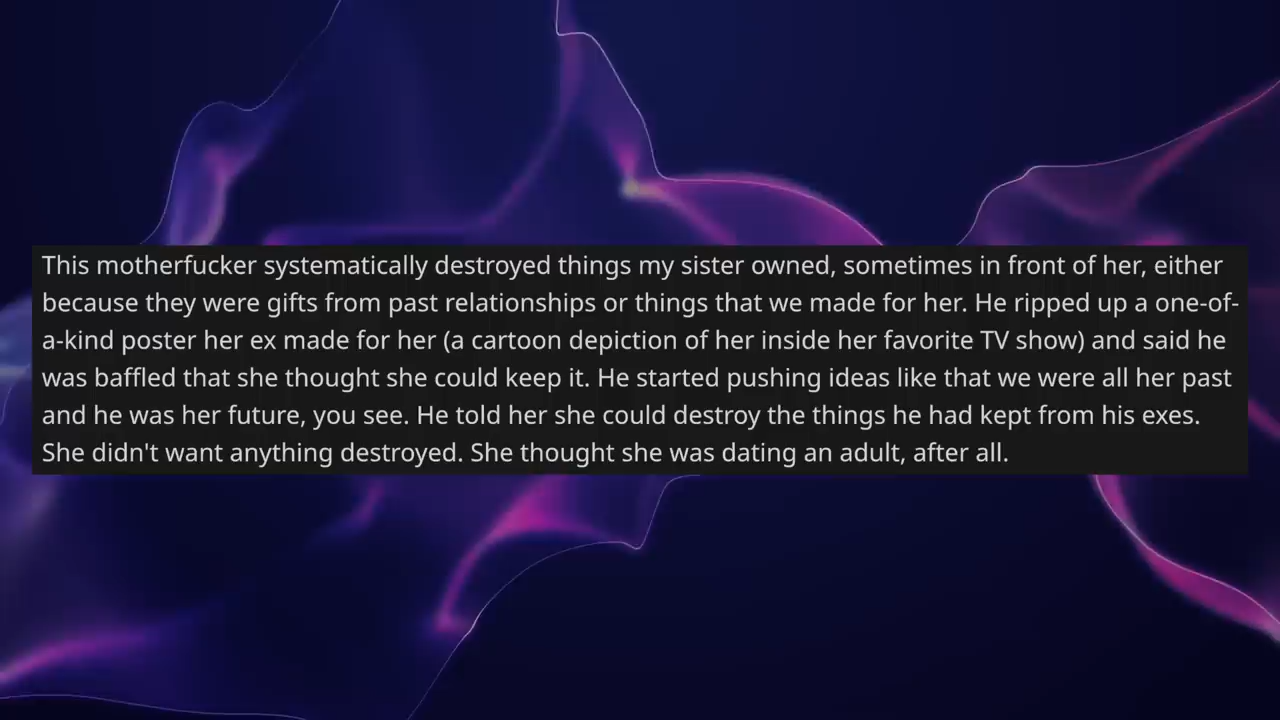 This motherfucker systematically destroyed things my sister owned, sometimes in front of her, either
because they were gifts from past relationships or things that we made for her. He ripped up a one-of-
a-kind poster her ex made for her (a cartoon depiction of her inside her favorite TV show) and said he
was baffled that she thought she could keep it. He started pushing ideas like that we were all her past
and he was her future, you see. He told her she could destroy the things he had kept from his exes.
She didn't want anything destroyed. She thought she was dating an adult, after all.